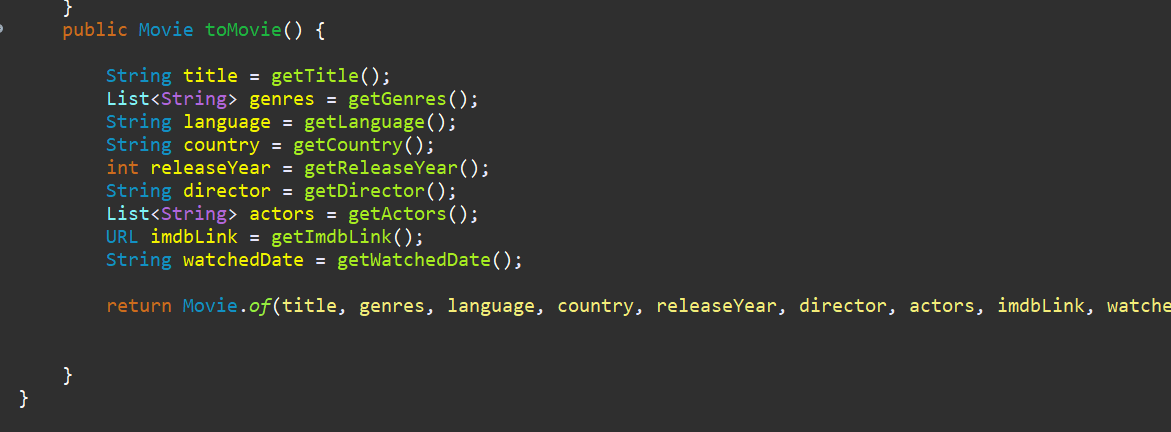 }
public Movie toMovie() {
String title = getTitle();
List<String> genres = getGenres();
String language = getLanguage();
String country = getCountry();
int releaseYear = getReleaseYear();
String director = getDirector();
List<String> actors = getActors();
URL imdbLink = getImdbLink();
String watchedDate = getWatchedDate();
return Movie.of(title, genres, language, country, releaseYear, director, actors, imdbLink, watche
}
}